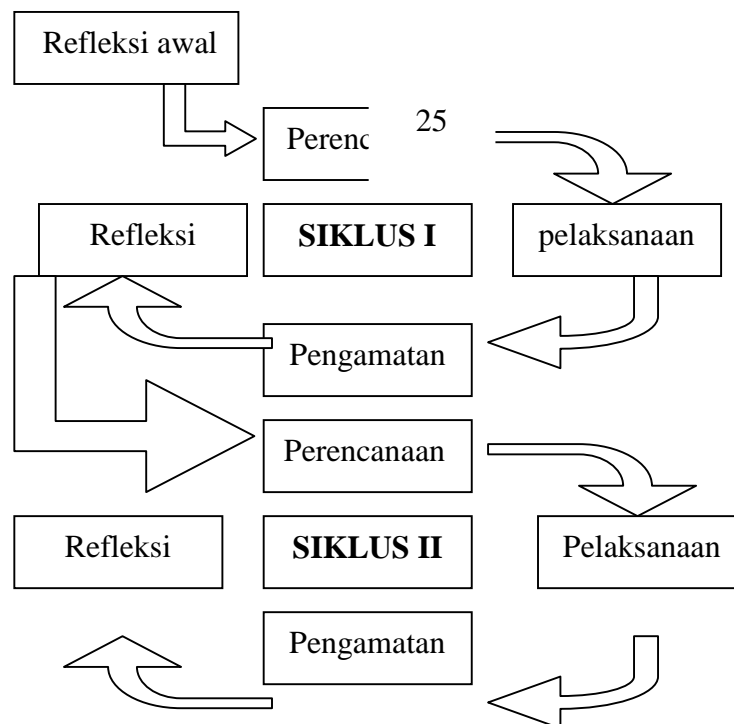 Refleksi awal
Perenc
25
Refleksi
SIKLUS I
pelaksanaan
Pengamatan
Perencanaan
Refleksi
SIKLUS II
Pelaksanaan
Pengamatan